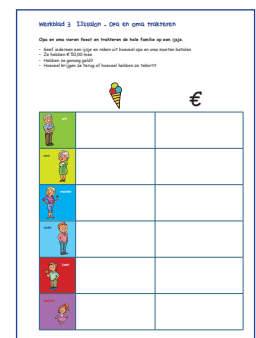 Werkblad 3 IJssalon - Opa en oma trakteren
Opa en oma vieren feest en trakteren de hele familie op een ijsje.
- Geef iedereen een ijsje en reken uit hoeveel opa en oma moeten betalen.
- Ze hebben € 50,00 mee.
- Hebben ze genoeg geld?
- Hoeveel krijgen ze terug of hoeveel hebben ze tekort?
€
opa
oma